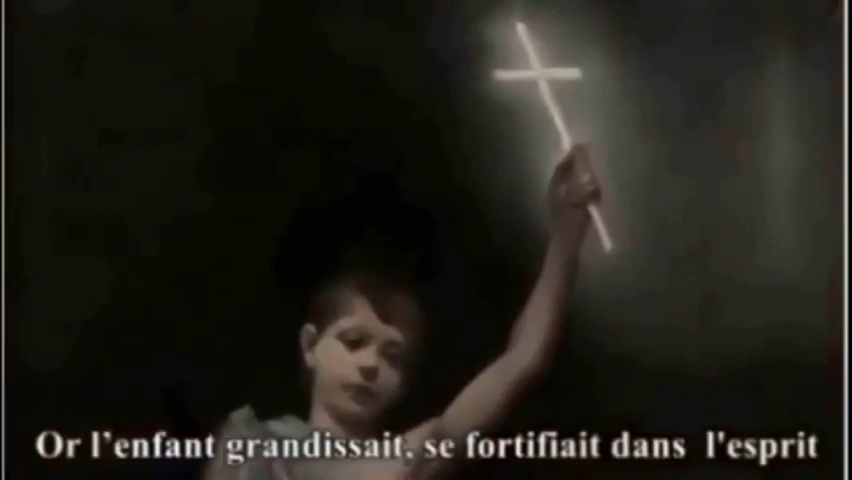 Or l’enfant grandissait, se fortifiait dans  l'esprit